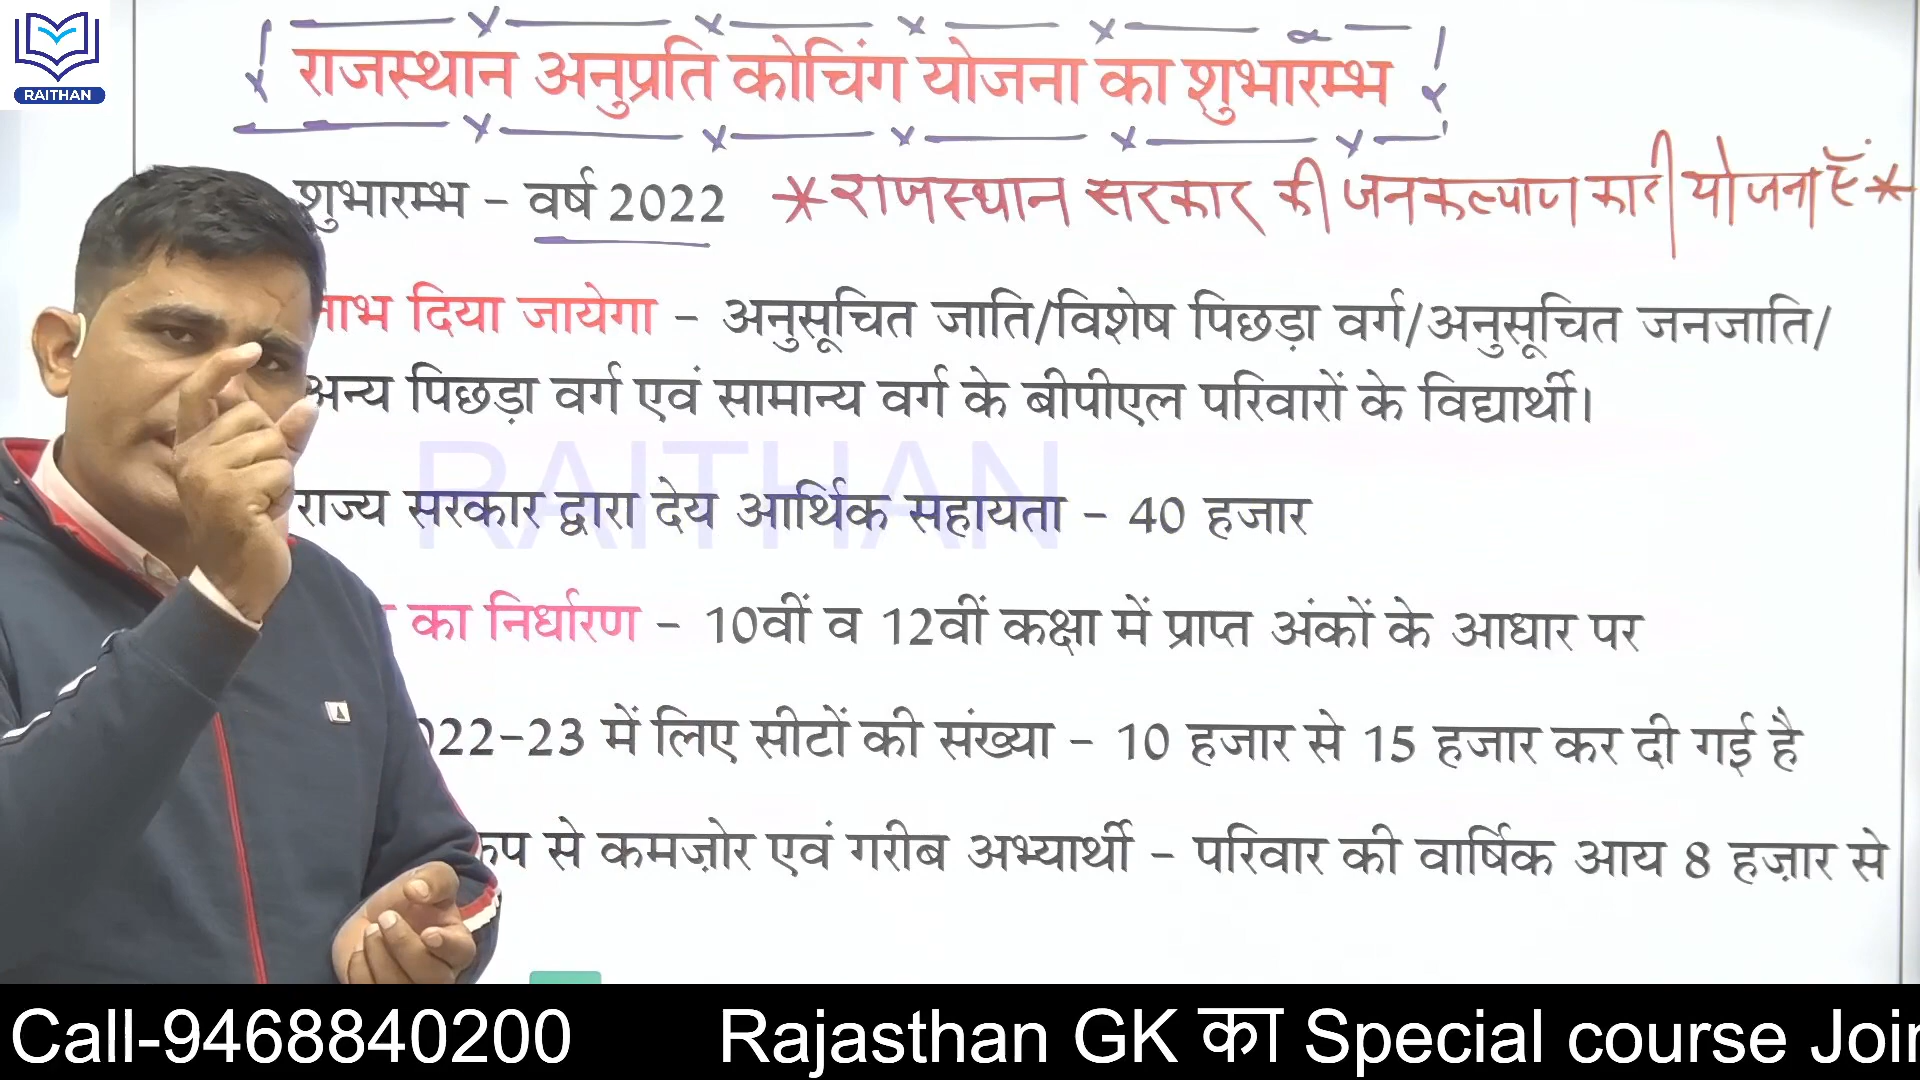 RAITHAN
राजस्थान अनुप्रति कोचिंग योजना का शुभारम्भ
शुभारम्भ - वर्ष 2022 *राजस्थान सरकार की जनकल्याणकारी योजनाएँ*
दिया जायेगा - अनुसूचित जाति/विशेष पिछड़ा वर्ग/अनुसूचित जनजाति/
अन्य पिछड़ा वर्ग एवं सामान्य वर्ग के बीपीएल परिवारों के विद्यार्थी।
RAITHAN
राज्य सरकार द्वारा देय आर्थिक सहायता - 40 हजार
का निर्धारण - 10वीं व 12वीं कक्षा में प्राप्त अंकों के आधार पर
022-23 में लिए सीटों की संख्या - 10 हजार से 15 हजार कर दी गई है
से कमज़ोर एवं गरीब अभ्यार्थी - परिवार की वार्षिक आय 8 हज़ार से
Call-9468840200 Rajasthan GK का Special course Join